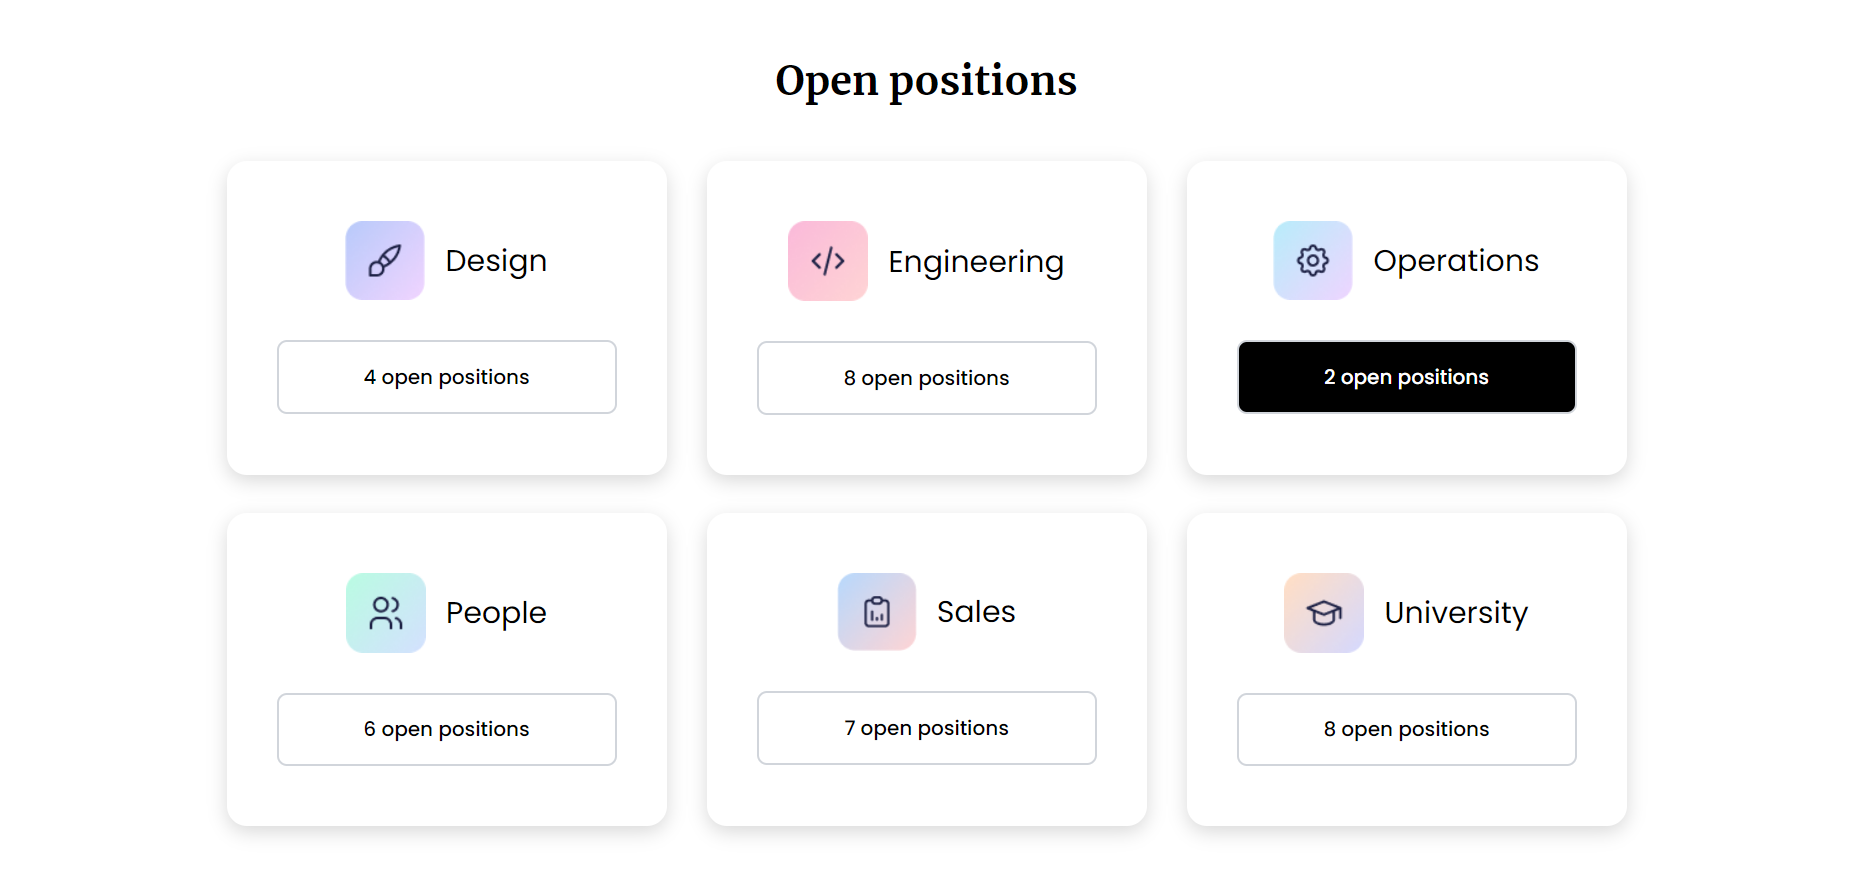 Open positions
Design
Engineering
Operations
4 open positions
8 open positions
2 open positions
People
Sales
University
6 open positions
7 open positions
8 open positions